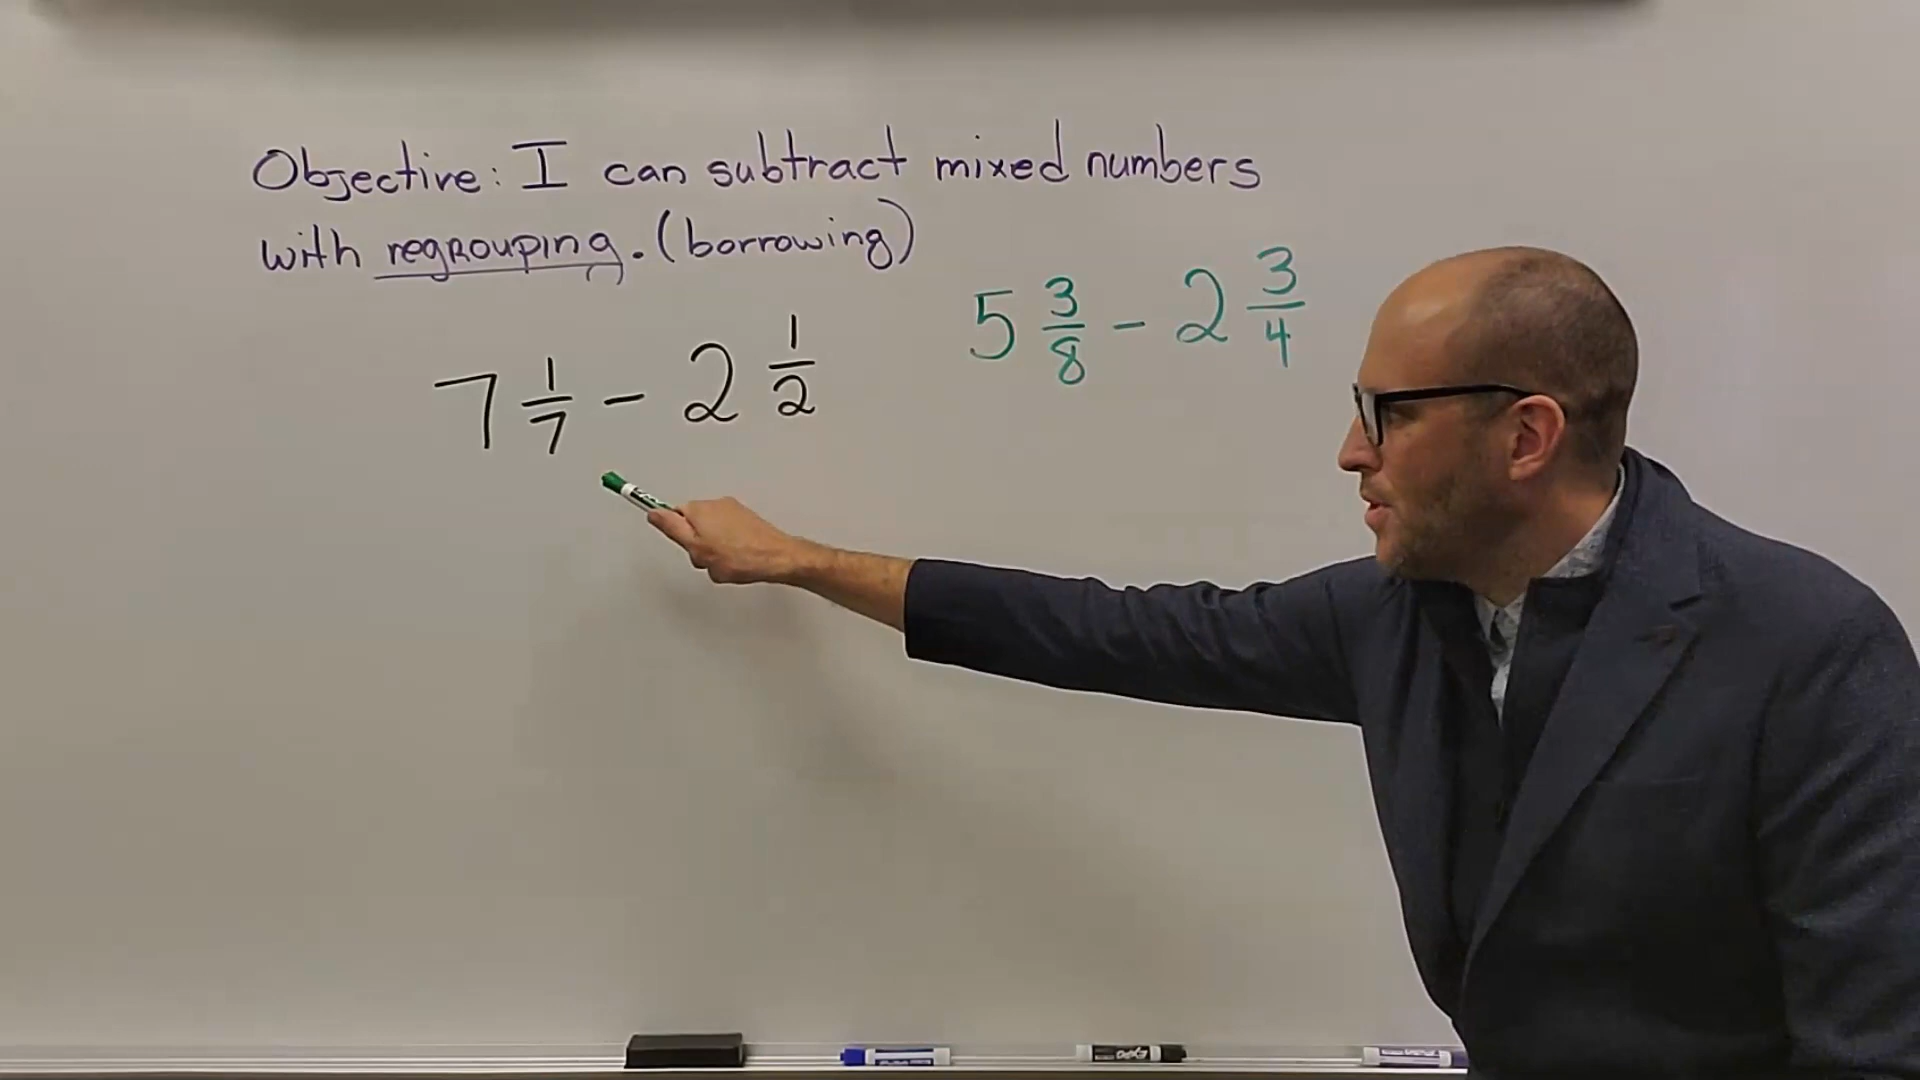 Objective: I can subtract mixed numbers
with regrouping. (borrowing)
7 1/7 - 2 1/2
5 3/8 - 2 3/4
EXPO